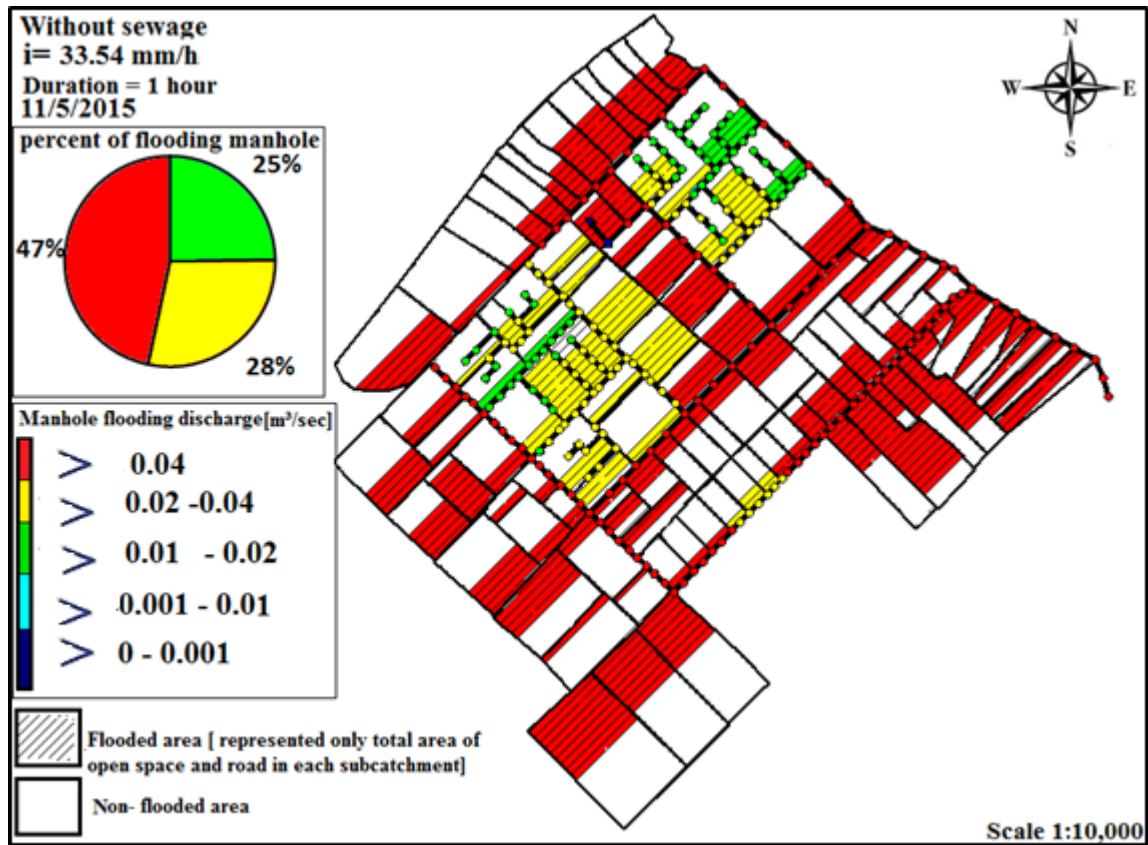 Without sewage
i= 33.54 mm/h
Duration = 1 hour
11/5/2015
percent of flooding manhole
25%
47%
28%
Manhole flooding discharge[m³/sec]
> 0.04
> 0.02 -0.04
> 0.01 - 0.02
> 0.001 - 0.01
> 0 - 0.001
Flooded area [ represented only total area of
open space and road in each subcatchment]
Non- flooded area
N
W
E
S
Scale 1:10,000